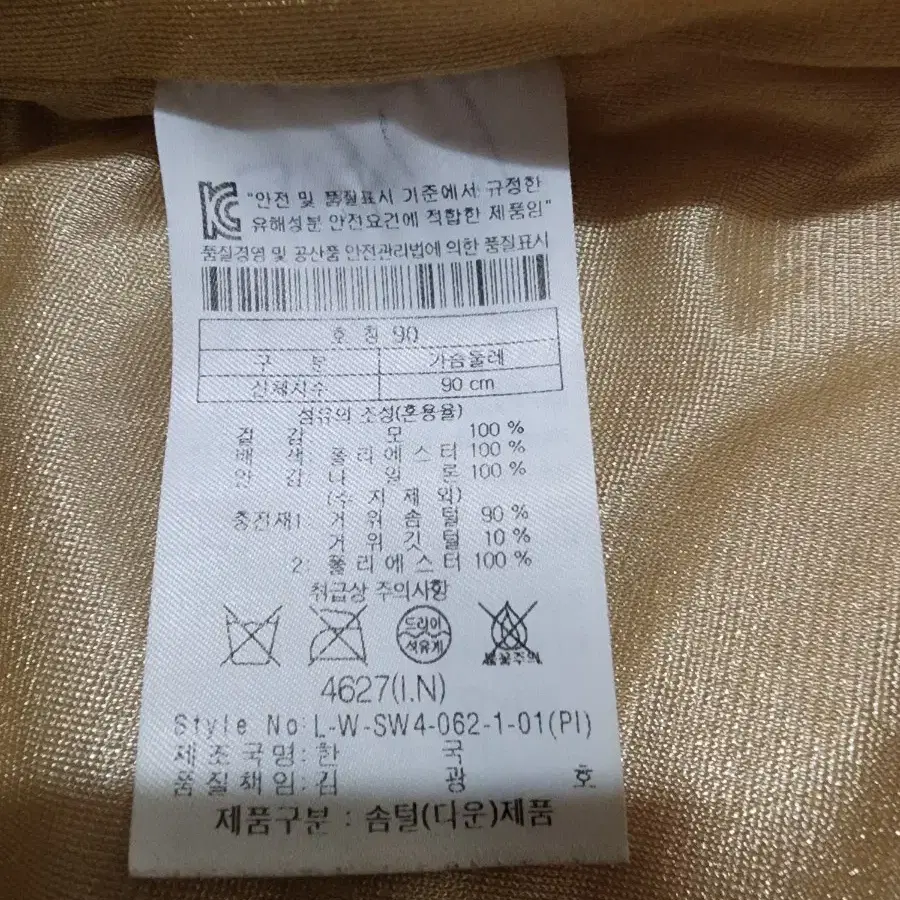 KC "안전 및 품질표시 기준에서 규정한
유해성분 안전요건에 적합한 제품임"
품질경영 및 공산품 안전관리법에 의한 품질표시
호 칭 90
구 분 가슴둘레
신체치수 90 cm
섬유의 조성(혼용율)
겉 감 모 100 %
배 색: 폴리에스터 100 %
안 감: 나 일 론 100 %
(수 지 제 외)
충전재1: 거 위 솜 털 90 %
거 위 깃 털 10 %
2: 폴리에스터 100 %
취급상 주의사항
드라이
석유계
불꽃주의
4627(I.N)
Style No: L-W-SW4-062-1-01(PI)
제 조 국 명 : 한 국
품 질 책 임 : 김 광 호
제품구분 : 솜털(다운)제품